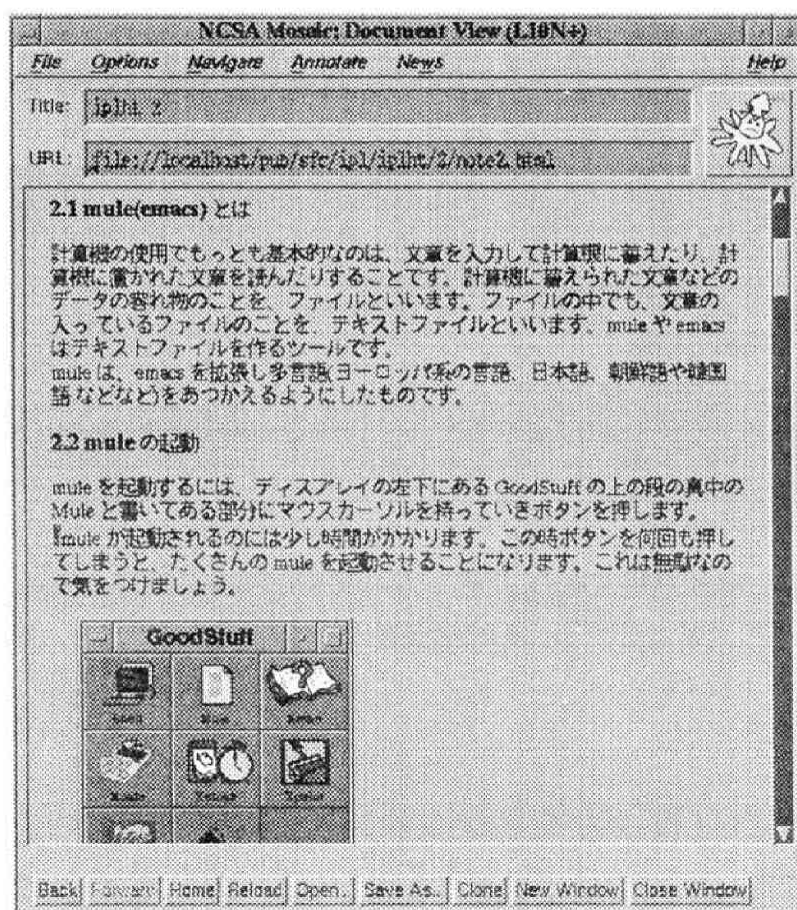 NCSA Mosaic: Document View (L10N+)
File Options Navigate Annotate News Help
Title: iplht 2
URL: file://localhost/pub/sfc/ipl/iplht/2/note2.html
2.1 mule(emacs) とは
計算機の使用でもっとも基本的なのは、文章を入力して計算機に蓄えたり、計
算機に置かれた文章を読んだりすることです。計算機に蓄えられた文章などの
データの容れ物のことを、ファイルといいます。ファイルの中でも、文章の
入っているファイルのことを、テキストファイルといいます。mule や emacs
はテキストファイルを作るツールです。
mule は、emacs を拡張し多言語(ヨーロッパ系の言語、日本語、朝鮮語や韓国
語などなど)をあつかえるようにしたものです。
2.2 mule の起動
mule を起動するには、ディスプレイの左下にある GoodStuff の上の段の真中の
Mule と書いてある部分にマウスカーソルを持っていきボタンを押します。
mule が起動されるのには少し時間がかかります。この時ボタンを何回も押し
てしまうと、たくさんの mule を起動させることになります。これは無駄なの
で気をつけましょう。
GoodStuff
Shell Mule
Back Forward Home Reload Open.. Save As.. Clone New Window Close Window